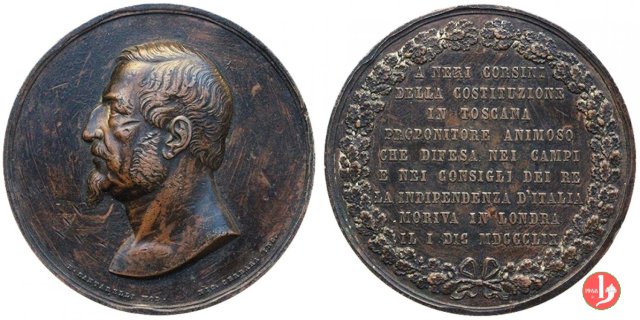 A NERI CORSINI
DELLA COSTITUZIONE
IN TOSCANA
PROPONITORE ANIMOSO
CHE DIFESA NEI CAMPI
E NEI CONSIGLI DEI RE
LA INDIPENDENZA D'ITALIA
MORIVA IN LONDRA
IL I DIC MDCCCLIX
1968